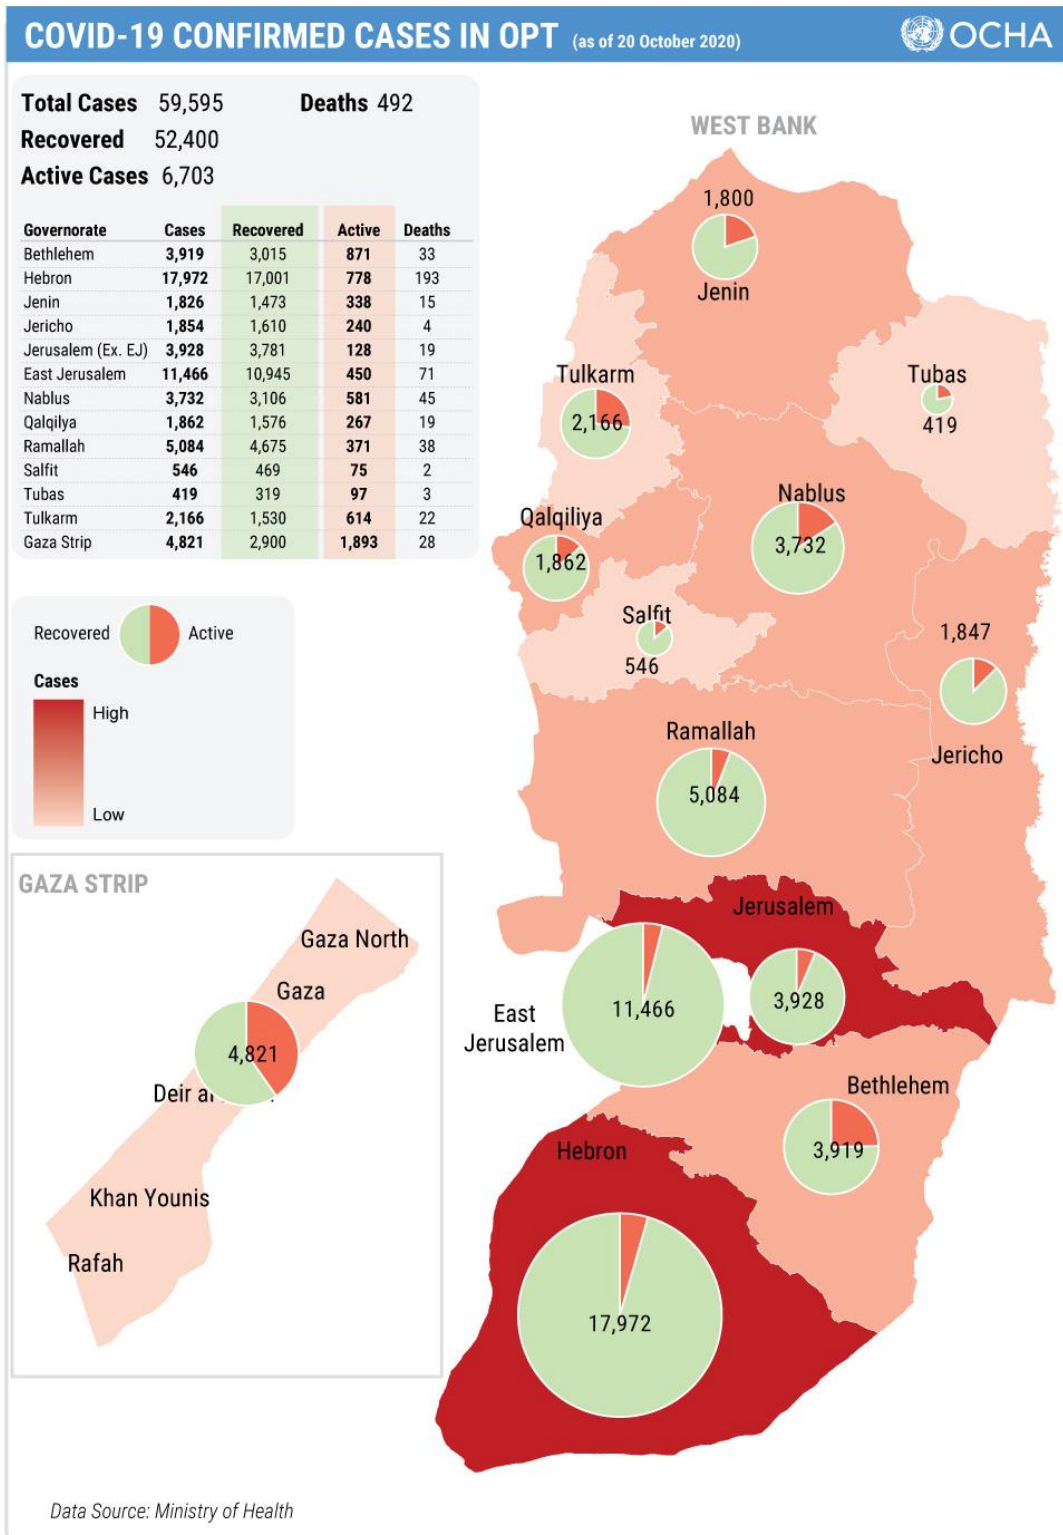 COVID-19 CONFIRMED CASES IN OPT (as of 20 October 2020)
OCHA
Total Cases 59,595 Deaths 492
Recovered 52,400
Active Cases 6,703
Governorate Cases Recovered Active Deaths
Bethlehem 3,919 3,015 871 33
Hebron 17,972 17,001 778 193
Jenin 1,826 1,473 338 15
Jericho 1,854 1,610 240 4
Jerusalem (Ex. EJ) 3,928 3,781 128 19
East Jerusalem 11,466 10,945 450 71
Nablus 3,732 3,106 581 45
Qalqilya 1,862 1,576 267 19
Ramallah 5,084 4,675 371 38
Salfit 546 469 75 2
Tubas 419 319 97 3
Tulkarm 2,166 1,530 614 22
Gaza Strip 4,821 2,900 1,893 28
Recovered Active
Cases
High
Low
WEST BANK
1,800
Jenin
Tulkarm
2,166
Tubas
419
Nablus
3,732
Qalqiliya
1,862
Salfit
546
1,847
Jericho
Ramallah
5,084
Jerusalem
3,928
East
Jerusalem
11,466
Bethlehem
3,919
Hebron
17,972
GAZA STRIP
Gaza North
Gaza
4,821
Deir
Khan Younis
Rafah
Data Source: Ministry of Health